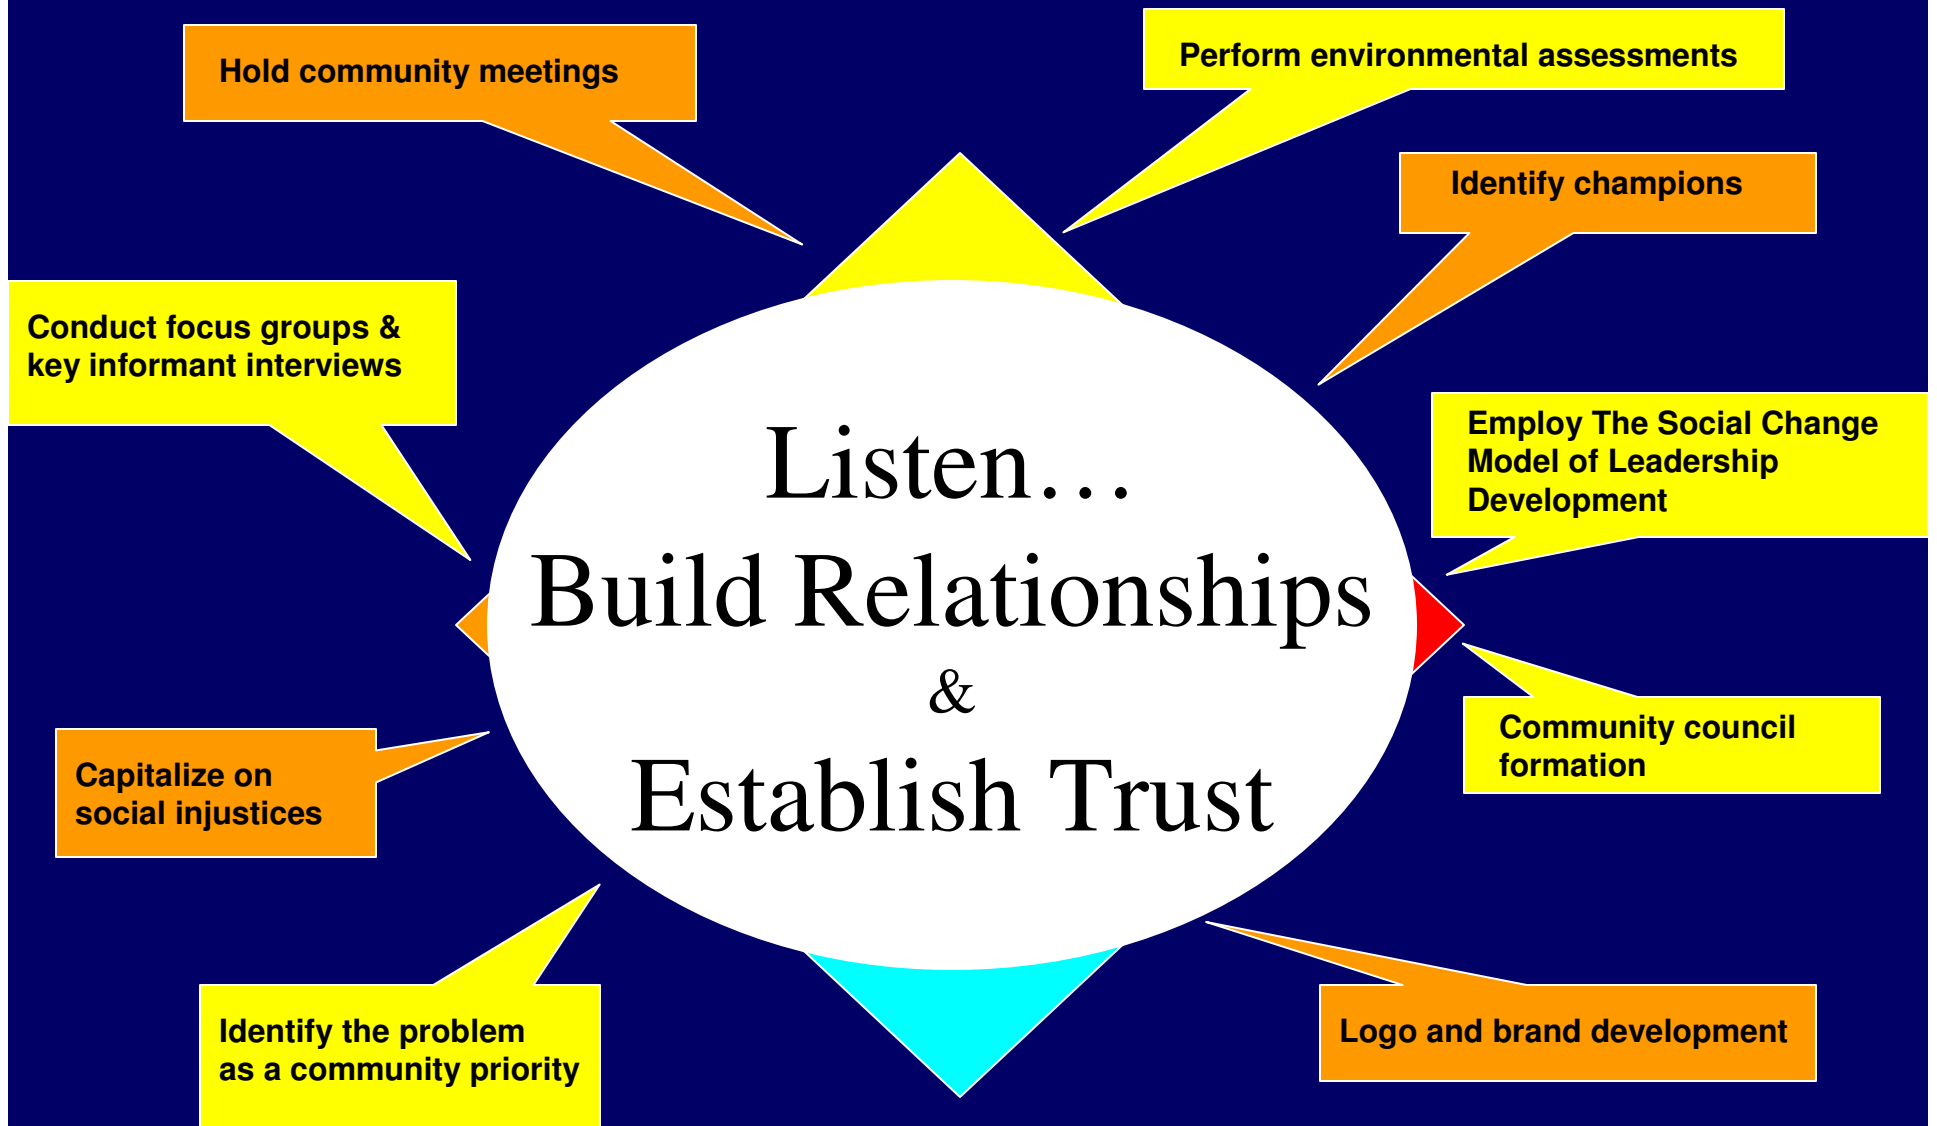 Hold community meetings
Perform environmental assessments
Identify champions
Conduct focus groups &
key informant interviews
Employ The Social Change
Model of Leadership
Development
Listen…
Build Relationships
&
Establish Trust
Community council
formation
Capitalize on
social injustices
Identify the problem
as a community priority
Logo and brand development